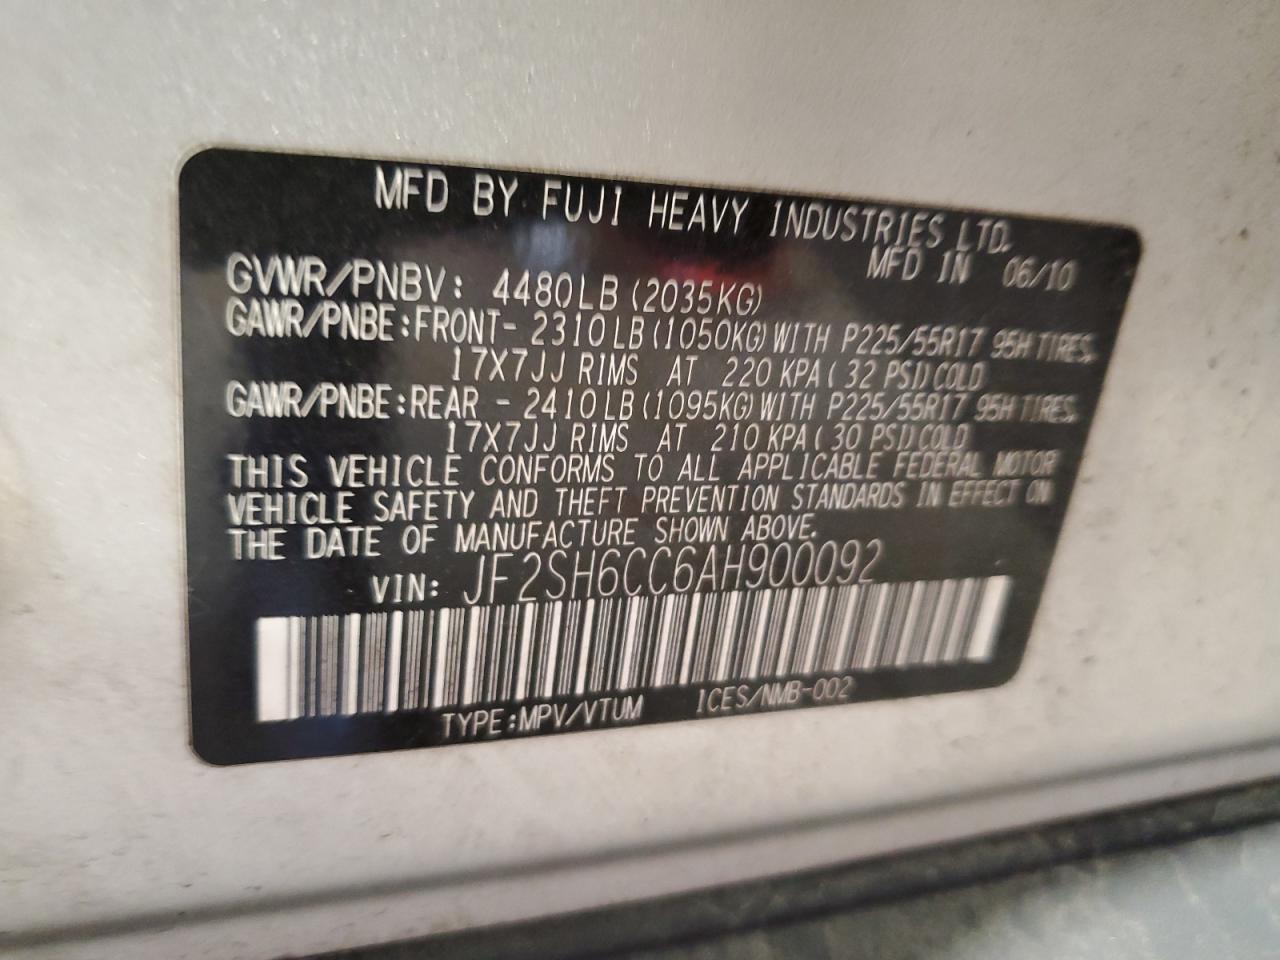 MFD BY FUJI HEAVY INDUSTRIES LTD.
MFD IN 06/10
GVWR/PNBV: 4480LB (2035KG)
GAWR/PNBE:FRONT- 2310LB (1050KG) WITH P225/55R17 95H TIRES.
17X7JJ RIMS AT 220 KPA ( 32 PSI) COLD
GAWR/PNBE:REAR - 2410LB (1095KG) WITH P225/55R17 95H TIRES.
17X7JJ RIMS AT 210 KPA ( 30 PSI) COLD
THIS VEHICLE CONFORMS TO ALL APPLICABLE FEDERAL MOTOR
VEHICLE SAFETY AND THEFT PREVENTION STANDARDS IN EFFECT ON
THE DATE OF MANUFACTURE SHOWN ABOVE.
VIN: JF2SH6CC6AH900092
TYPE:MPV/VTUM ICES/NMB-002